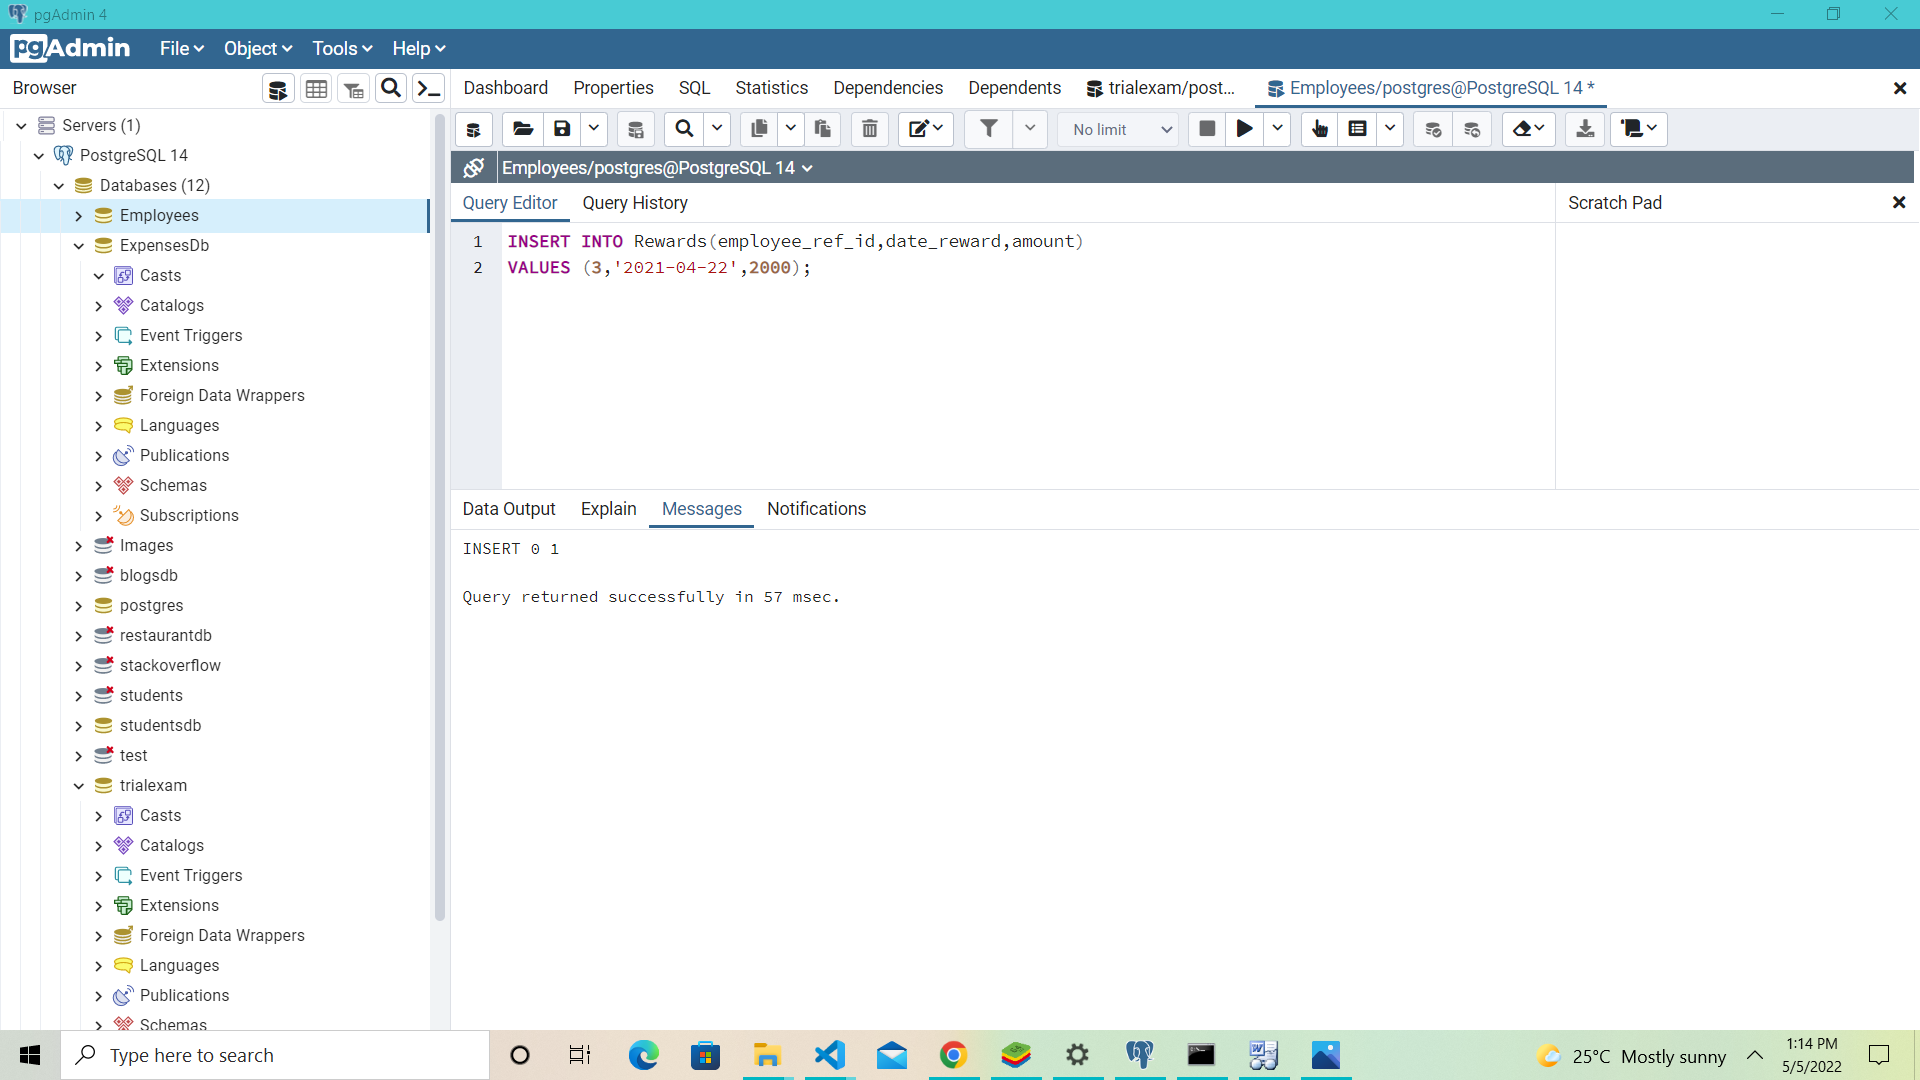 pgAdmin 4
pgAdmin File Object Tools Help
Browser
Dashboard Properties SQL Statistics Dependencies Dependents trialexam/post... Employees/postgres@PostgreSQL 14 *
No limit
Employees/postgres@PostgreSQL 14
Servers (1)
PostgreSQL 14
Databases (12)
Employees
ExpensesDb
Casts
Catalogs
Event Triggers
Extensions
Foreign Data Wrappers
Languages
Publications
Schemas
Subscriptions
Images
blogsdb
postgres
restaurantdb
stackoverflow
students
studentsdb
test
trialexam
Casts
Catalogs
Event Triggers
Extensions
Foreign Data Wrappers
Languages
Publications
Schemas
Query Editor Query History
Scratch Pad
1 INSERT INTO Rewards(employee_ref_id,date_reward,amount)
2 VALUES (3,'2021-04-22',2000);
Data Output Explain Messages Notifications
INSERT 0 1
Query returned successfully in 57 msec.
Type here to search
25°C Mostly sunny
1:14 PM
5/5/2022